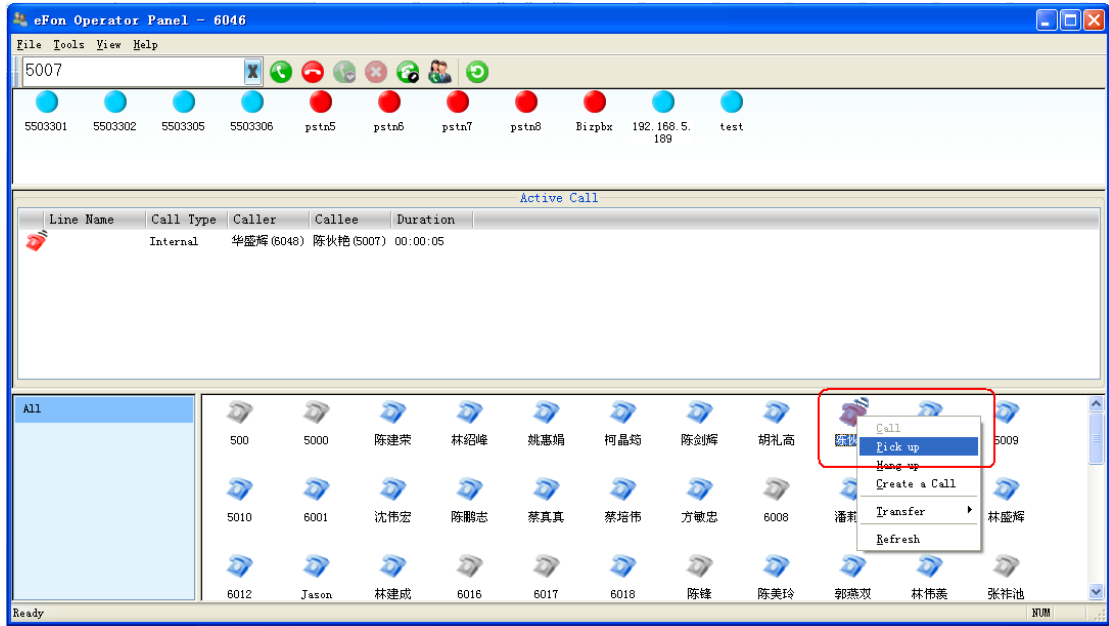 eFon Operator Panel - 6046
File Tools View Help
5007 X
5503301 5503302 5503305 5503306 pstn5 pstn6 pstn7 pstn8 Bizpbx 192.168.5. test
189
Active Call
Line Name Call Type Caller Callee Duration
Internal 华盛辉(6048) 陈伙艳(5007) 00:00:05
All
500 5000 陈建荣 林绍峰 姚惠娟 柯晶筠 陈剑辉 胡礼高 陈伙 5009
Call
Pick up
Hang up
Create a Call
Transfer
Refresh
5010 6001 沈伟宏 陈鹏志 蔡真真 蔡培伟 方敏忠 6008 潘莉 林盛辉
6012 Jason 林建成 6016 6017 6018 陈锋 陈美玲 郭燕双 林伟羡 张祚池
Ready NUM